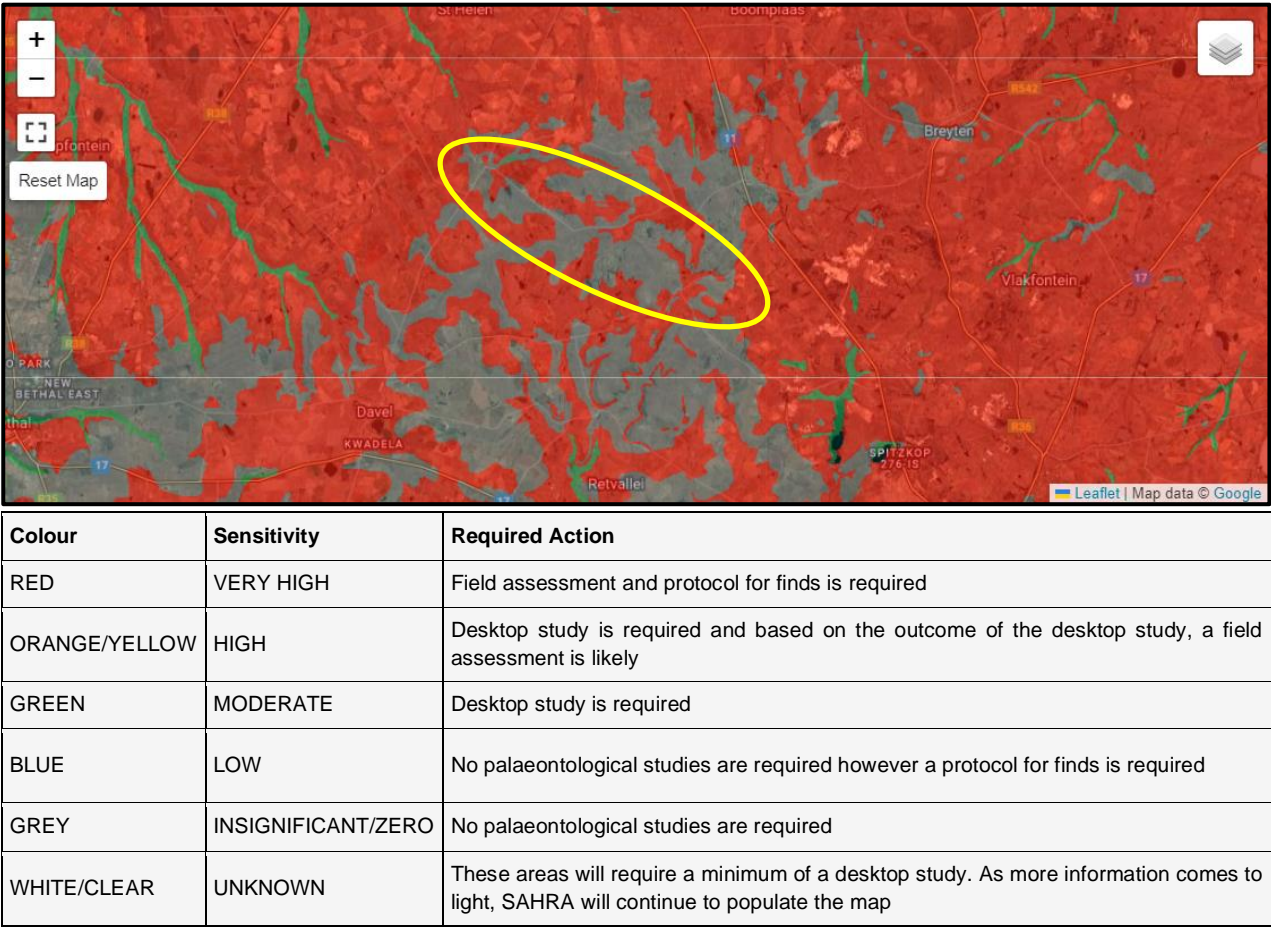 St Helen
Boomplaas
+
−
R38
R542
11
Breyten
pfontein
Reset Map
Vlakfontein
17
R38
O PARK
NEW
BETHAL EAST
thal
Davel
KWADELA
R36
SPITZKOP
276 IS
17
Retvallei
R35
17
Leaflet | Map data © Google
Colour Sensitivity Required Action
RED VERY HIGH Field assessment and protocol for finds is required
ORANGE/YELLOW HIGH Desktop study is required and based on the outcome of the desktop study, a field
assessment is likely
GREEN MODERATE Desktop study is required
BLUE LOW No palaeontological studies are required however a protocol for finds is required
GREY INSIGNIFICANT/ZERO No palaeontological studies are required
WHITE/CLEAR UNKNOWN These areas will require a minimum of a desktop study. As more information comes to
light, SAHRA will continue to populate the map